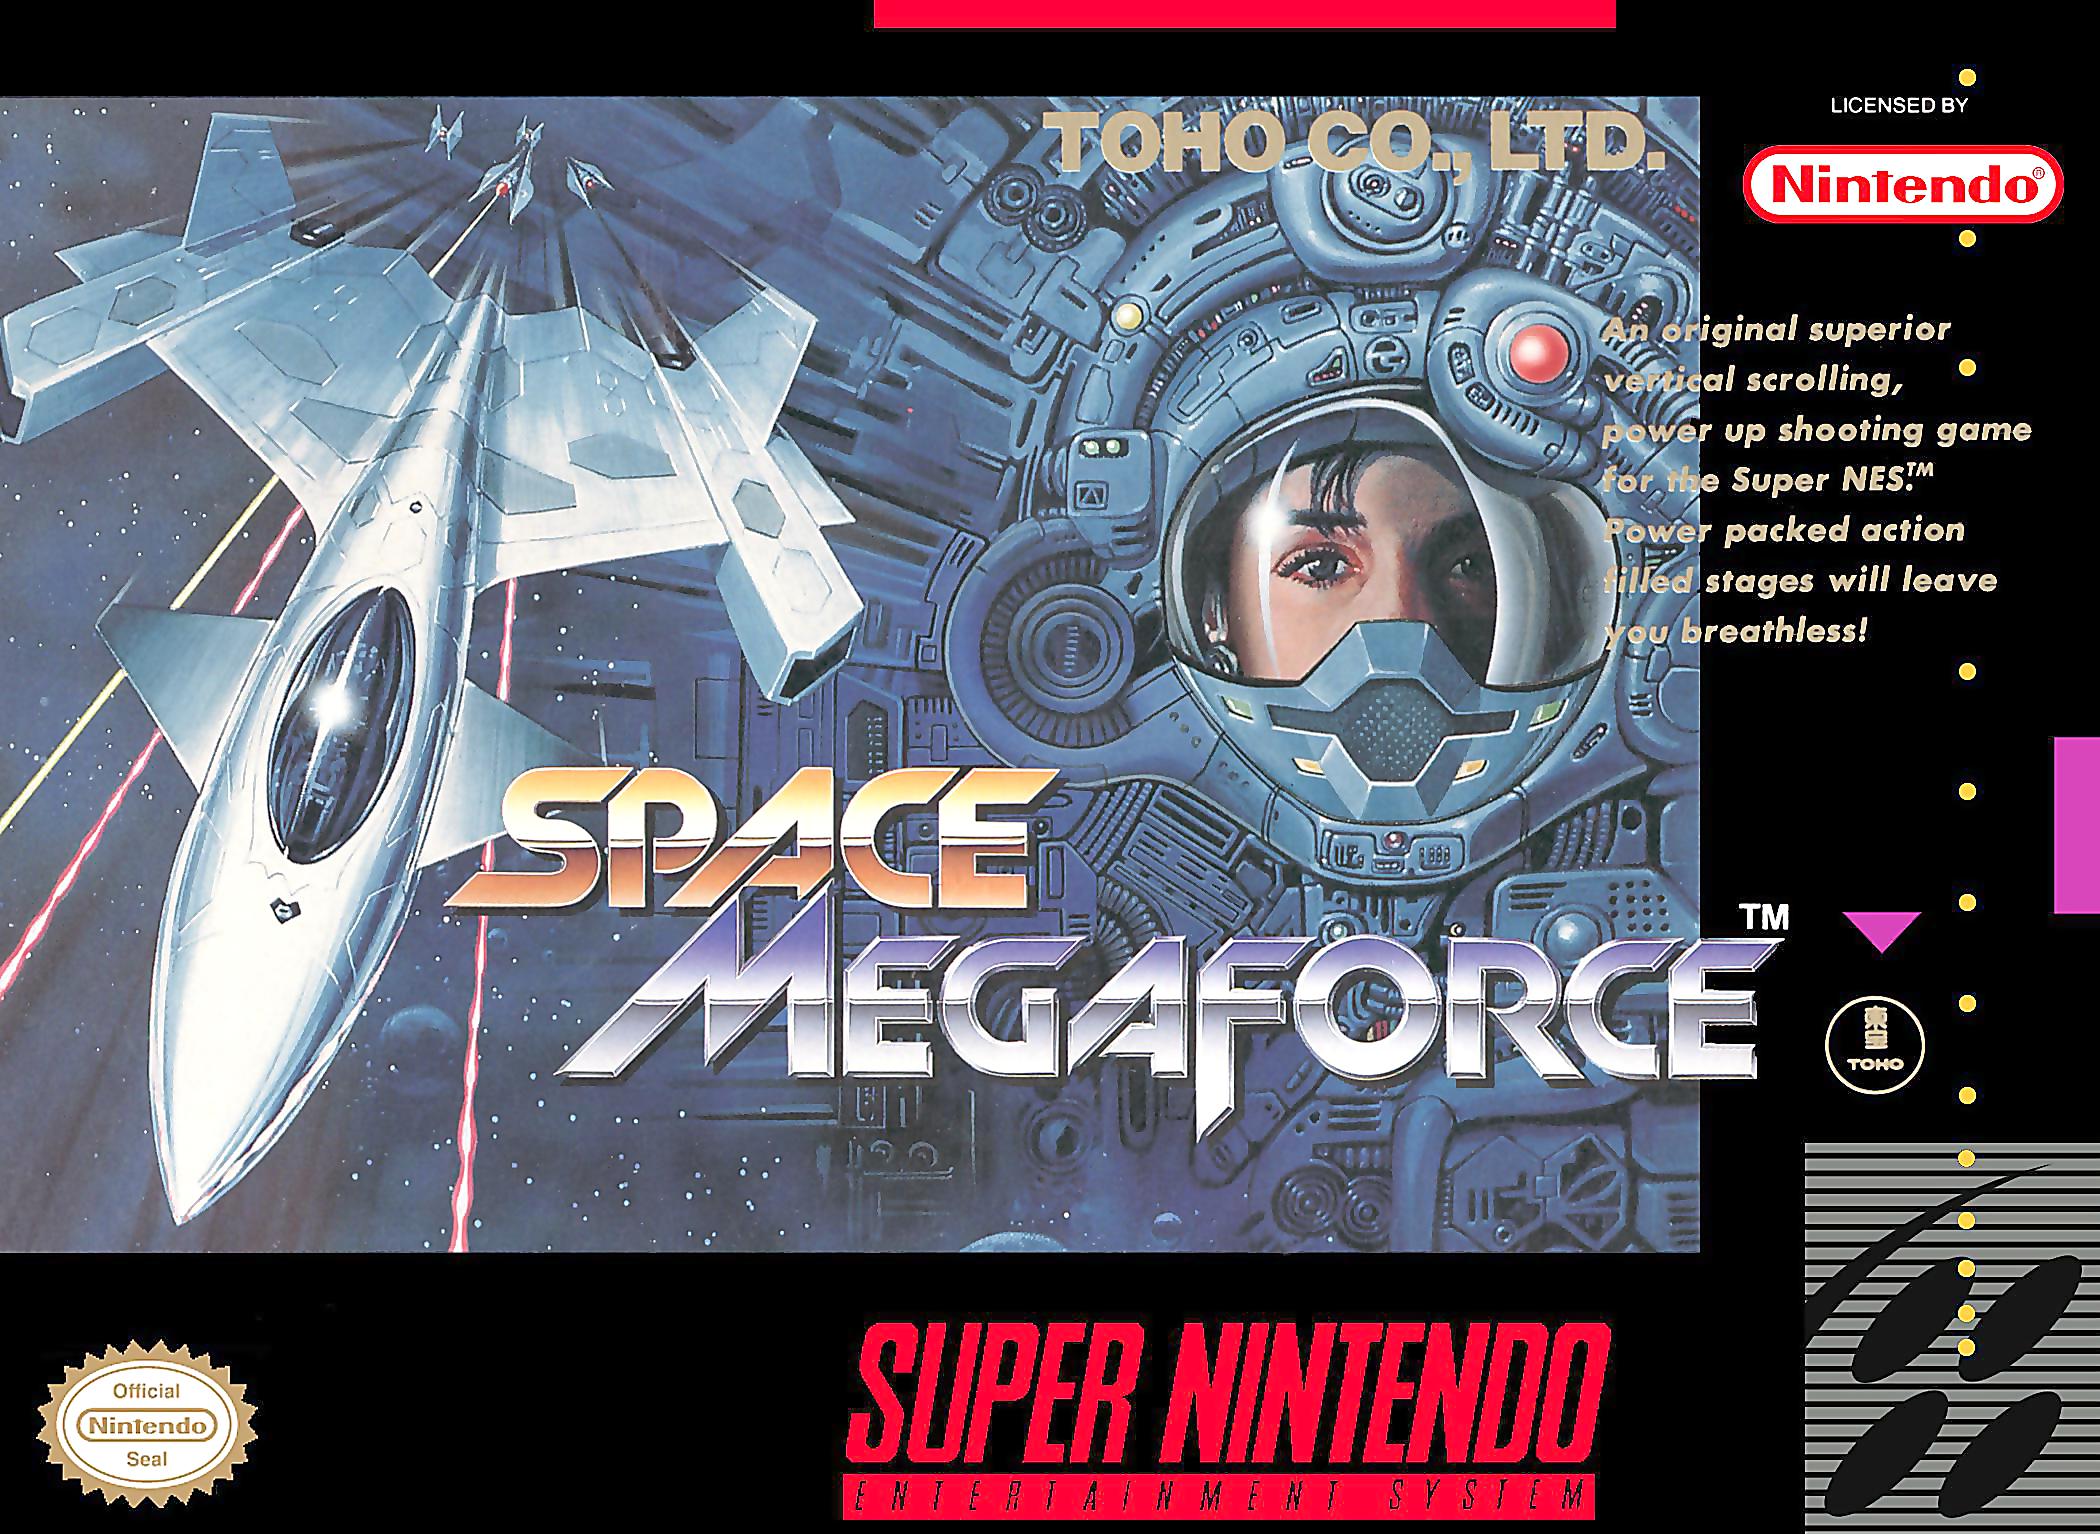 TOHO CO., LTD.
LICENSED BY
Nintendo®
An original superior
vertical scrolling,
power up shooting game
for the Super NES.™
Power packed action
filled stages will leave
you breathless!
SPACE
MEGAFORCE™
東宝
TOHO
Official
Nintendo
Seal
SUPER NINTENDO
ENTERTAINMENT SYSTEM